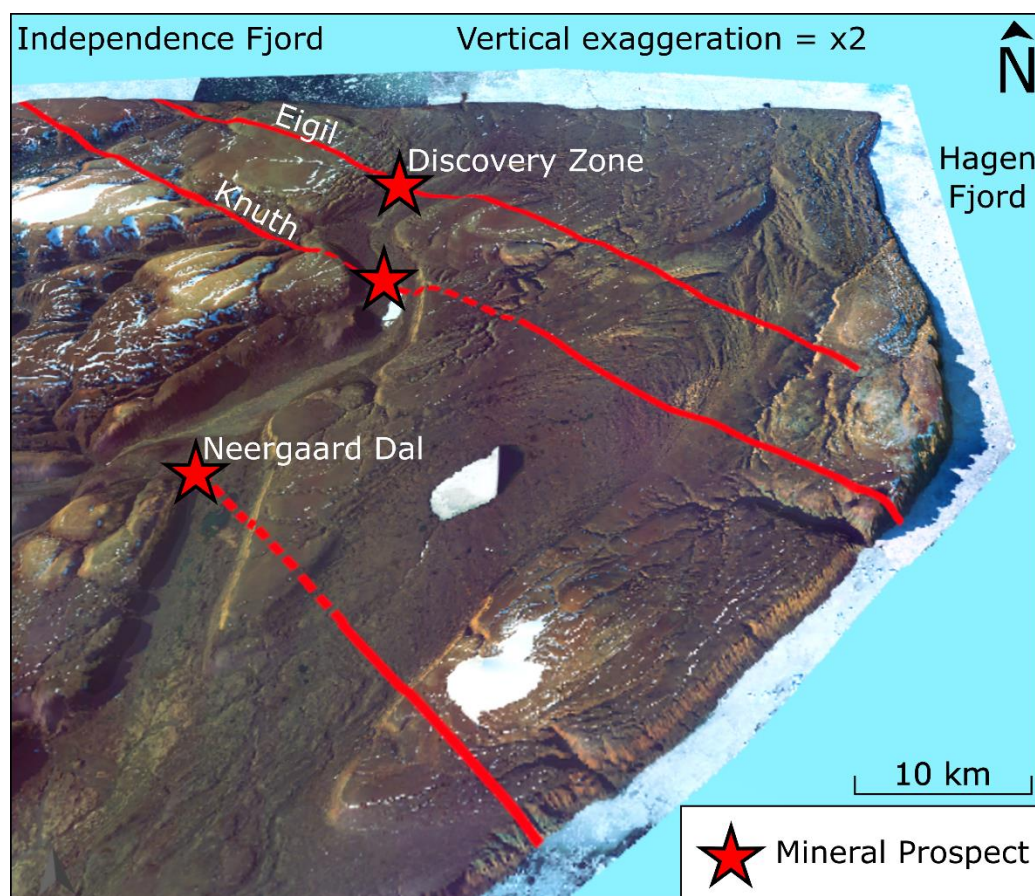 Independence Fjord
Vertical exaggeration = x2
N
Eigil
Discovery Zone
Hagen
Fjord
Knuth
Neergaard Dal
10 km
Mineral Prospect